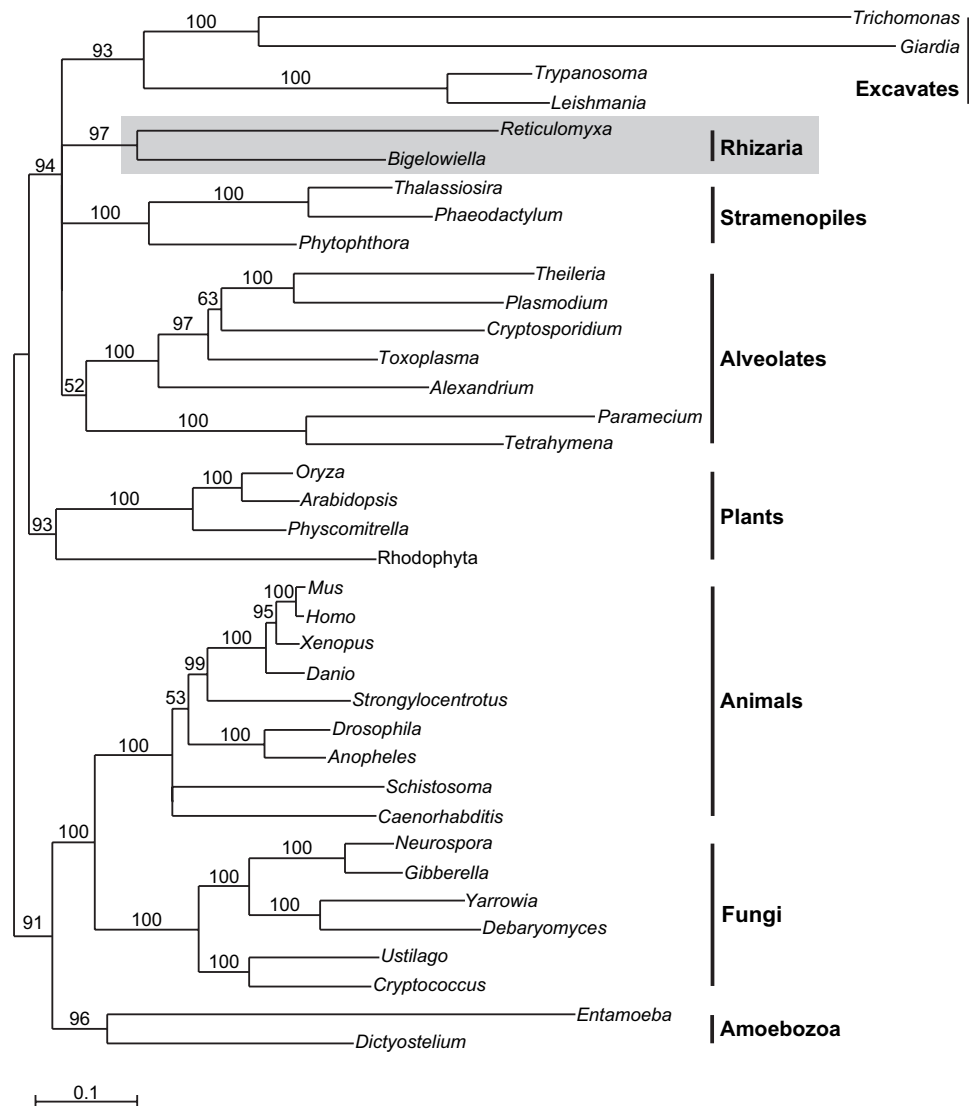 100
Trichomonas
93
Giardia
100
Trypanosoma
Excavates
Leishmania
97
Reticulomyxa
Rhizaria
Bigelowiella
94
100
Thalassiosira
100
Phaeodactylum
Stramenopiles
Phytophthora
100
Theileria
63
Plasmodium
97
Cryptosporidium
100
Toxoplasma
Alveolates
52
Alexandrium
100
Paramecium
Tetrahymena
100
Oryza
100
Arabidopsis
Plants
93
Physcomitrella
Rhodophyta
100
Mus
95
Homo
100
Xenopus
99
Danio
53
Strongylocentrotus
Animals
100
Drosophila
100
Anopheles
Schistosoma
Caenorhabditis
100
100
Neurospora
100
Gibberella
100
Yarrowia
91
100
Debaryomyces
Fungi
100
Ustilago
Cryptococcus
96
Entamoeba
Amoebozoa
Dictyostelium
0.1